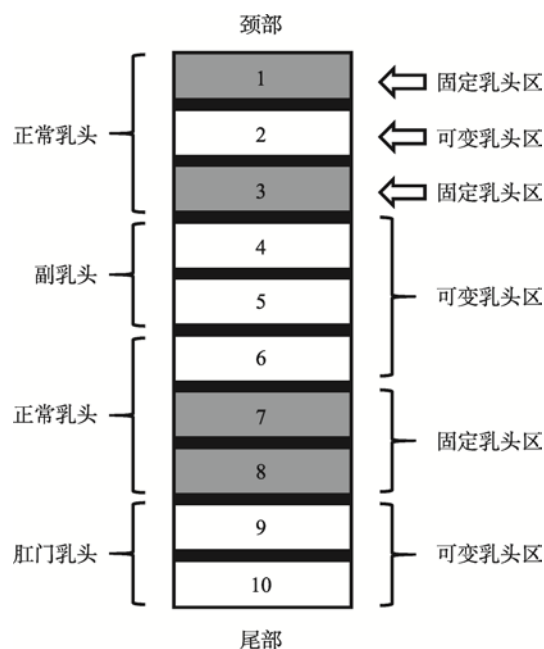 颈部
1
固定乳头区
正常乳头
2
可变乳头区
3
固定乳头区
4
副乳头
5
可变乳头区
6
正常乳头
7
固定乳头区
8
9
肛门乳头
可变乳头区
10
尾部